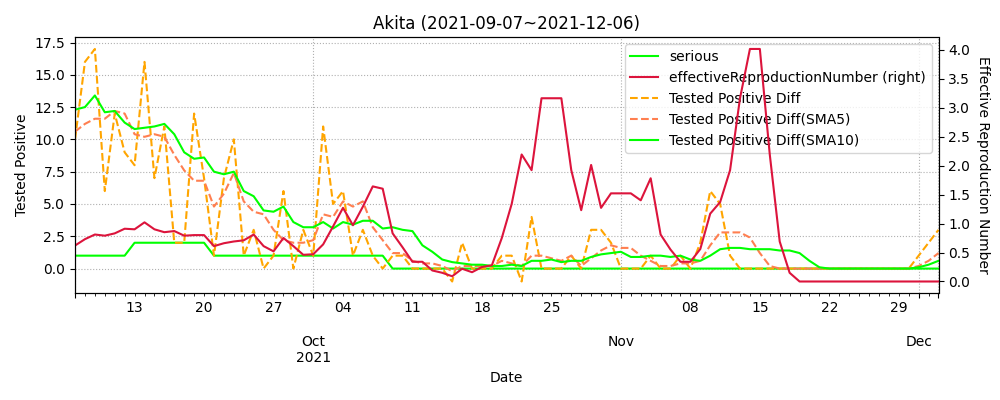 Akita (2021-09-07~2021-12-06)
17.5
15.0
12.5
10.0
7.5
5.0
2.5
0.0
Tested Positive
serious
effectiveReproductionNumber (right)
Tested Positive Diff
Tested Positive Diff(SMA5)
Tested Positive Diff(SMA10)
4.0
3.5
3.0
2.5
2.0
1.5
1.0
0.5
0.0
Effective Reproduction Number
13 20 27 04 11 18 25 08 15 22 29
Oct Nov Dec
2021
Date